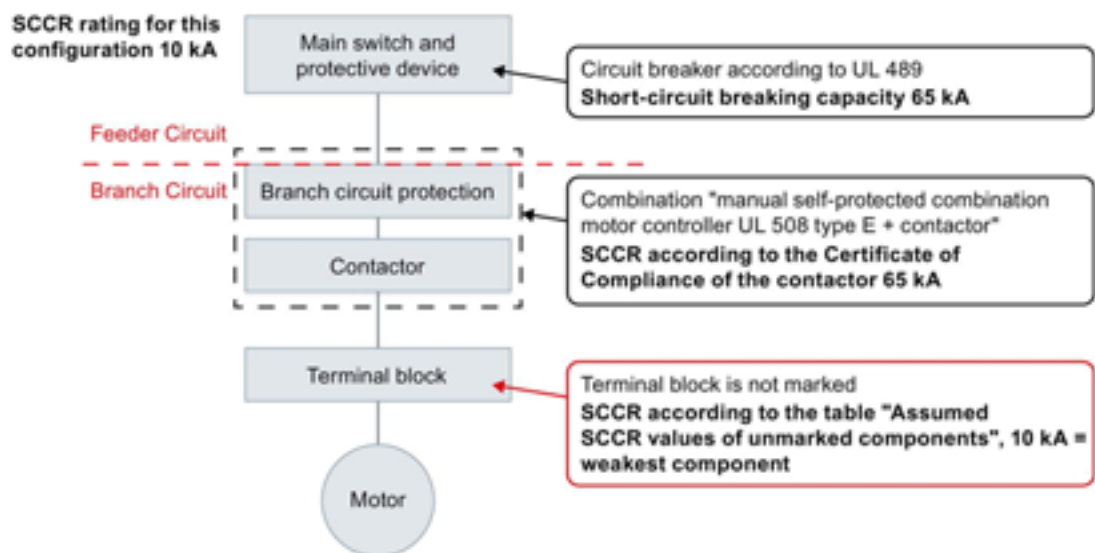 SCCR rating for this
configuration 10 kA
Main switch and
protective device
Circuit breaker according to UL 489
Short-circuit breaking capacity 65 kA
Feeder Circuit
Branch Circuit
Branch circuit protection
Contactor
Combination "manual self-protected combination
motor controller UL 508 type E + contactor"
SCCR according to the Certificate of
Compliance of the contactor 65 kA
Terminal block
Terminal block is not marked
SCCR according to the table "Assumed
SCCR values of unmarked components", 10 kA =
weakest component
Motor